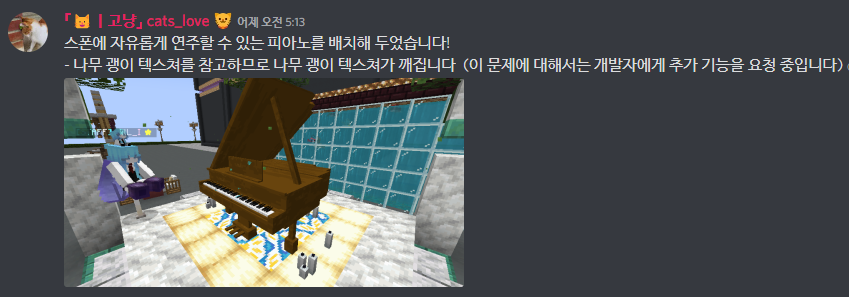 「🐱┃고냥」 cats_love 🦁 어제 오전 5:13
스폰에 자유롭게 연주할 수 있는 피아노를 배치해 두었습니다!
- 나무 괭이 텍스쳐를 참고하므로 나무 괭이 텍스쳐가 깨집니다 (이 문제에 대해서는 개발자에게 추가 기능을 요청 중입니다)